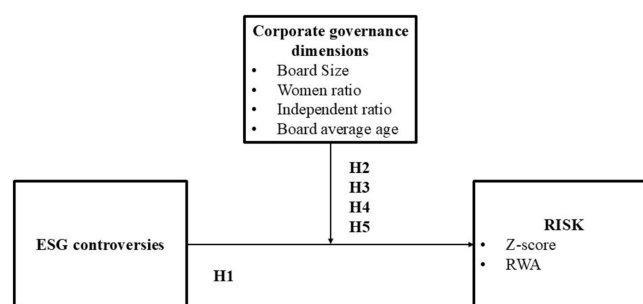 Corporate governance
dimensions
• Board Size
• Women ratio
• Independent ratio
• Board average age
H2
H3
H4
H5
ESG controversies
H1
RISK
• Z-score
• RWA